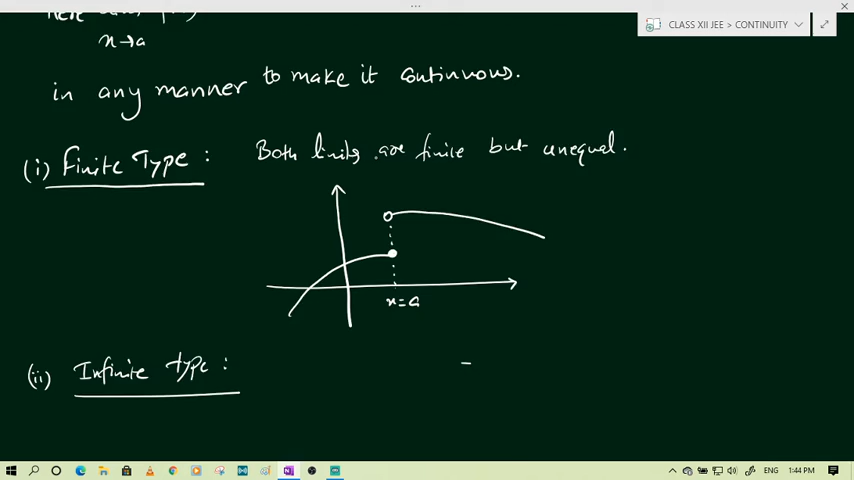 CLASS XII JEE > CONTINUITY
x→a
in any manner to make it continuous.
(i) Finite Type : Both limits are finite but unequal.
x=a
(ii) Infinite type :
ENG 1:44 PM